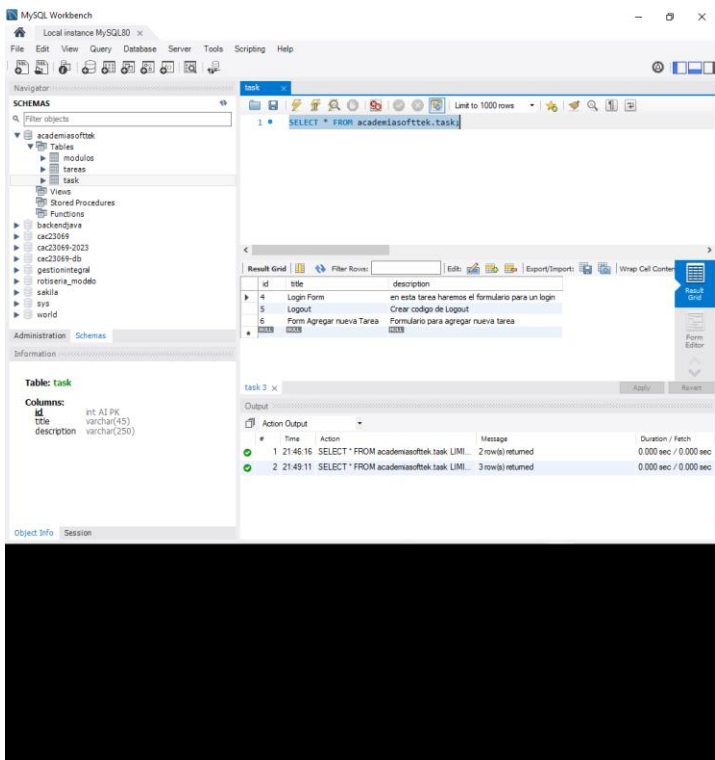 MySQL Workbench
Local instance MySQL80
File Edit View Query Database Server Tools Scripting Help
Navigator
SCHEMAS
Filter objects
academiasofttek
Tables
modulos
tareas
task
Views
Stored Procedures
Functions
backendjava
cac23069
cac23069-2023
cac23069-db
gestionintegral
rotiseria_modelo
sakila
sys
world
Administration Schemas
Information
Table: task
Columns:
id int AI PK
title varchar(45)
description varchar(250)
Object Info Session
task
Limit to 1000 rows
1 SELECT * FROM academiasofttek.task;
Result Grid Filter Rows: Edit: Export/Import: Wrap Cell Conten
id title description
4 Login Form en esta tarea haremos el formulario para un login
5 Logout Crear codigo de Logout
6 Form Agregar nueva Tarea Formulario para agregar nueva tarea
NULL NULL NULL
Result Grid
Form Editor
task 3
Apply Revert
Output
Action Output
# Time Action Message Duration / Fetch
1 21:46:16 SELECT * FROM academiasofttek.task LIMI... 2 row(s) returned 0.000 sec / 0.000 sec
2 21:49:11 SELECT * FROM academiasofttek.task LIMI... 3 row(s) returned 0.000 sec / 0.000 sec